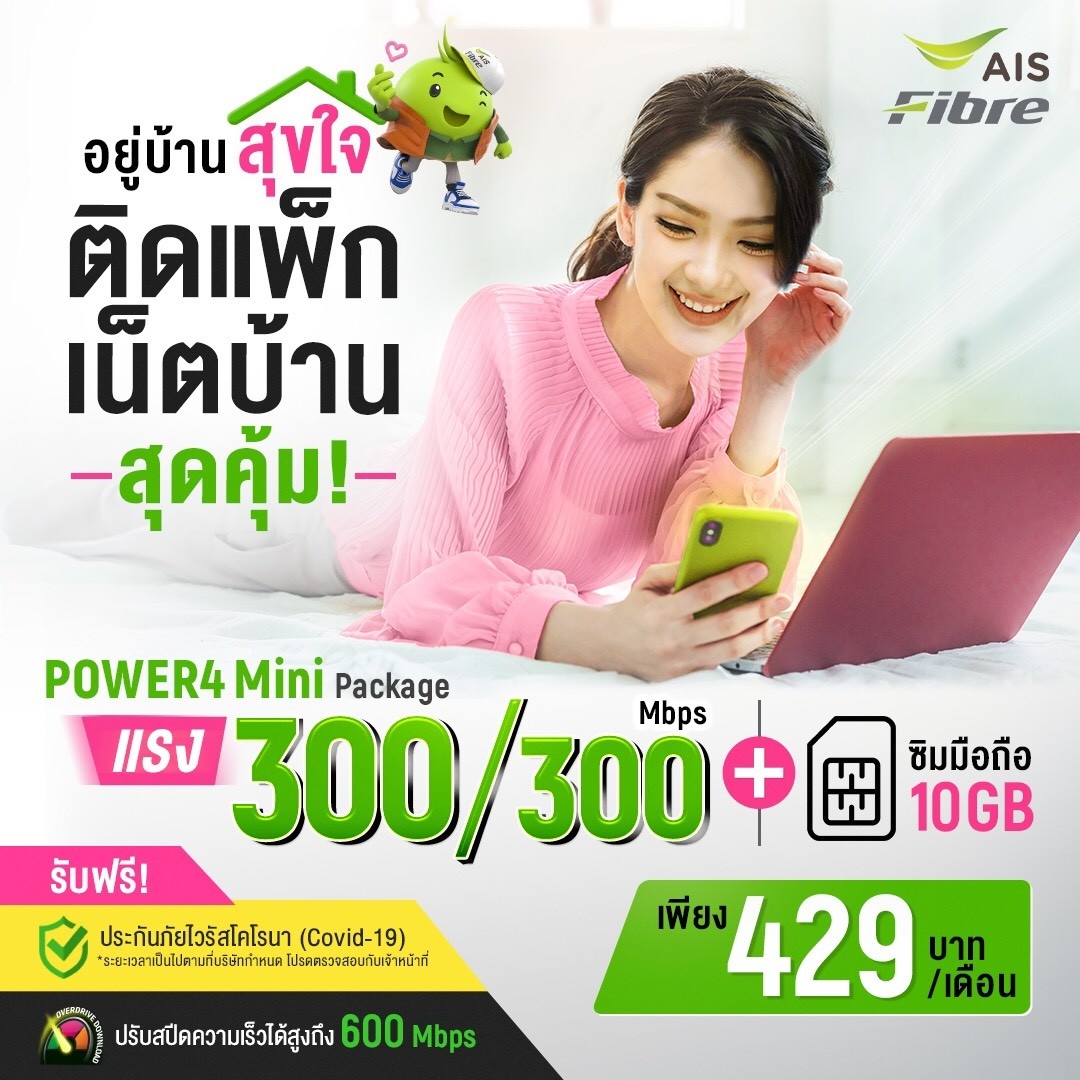 AIS
Fibre
AIS
Fibre
อยู่บ้าน สุขใจ
ติดแพ็ก
เน็ตบ้าน
สุดคุ้ม!
POWER4 Mini Package
แรง 300/300 Mbps + ซิมมือถือ
10GB
รับฟรี!
ประกันภัยไวรัสโคโรนา (Covid-19)
*ระยะเวลาเป็นไปตามที่บริษัทกำหนด โปรดตรวจสอบกับเจ้าหน้าที่
เพียง 429 บาท
/เดือน
OVERDRIVE DOWNLOAD
ปรับสปีดความเร็วได้สูงถึง 600 Mbps